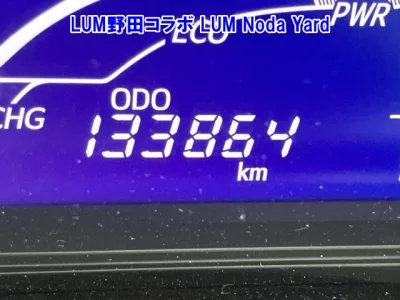 LUM野田コラボ LUM Noda Yard
ECO
PWR
CHG
ODO
133864
km